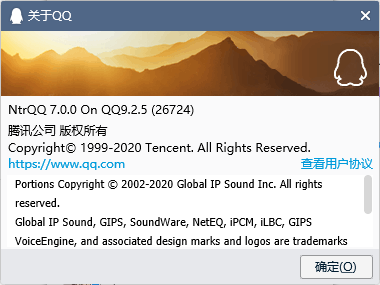 关于QQ
NtrQQ 7.0.0 On QQ9.2.5 (26724)
腾讯公司 版权所有
Copyright© 1999-2020 Tencent. All Rights Reserved.
https://www.qq.com 查看用户协议
Portions Copyright © 2002-2020 Global IP Sound Inc. All rights
reserved.
Global IP Sound, GIPS, SoundWare, NetEQ, iPCM, iLBC, GIPS
VoiceEngine, and associated design marks and logos are trademarks
确定(O)